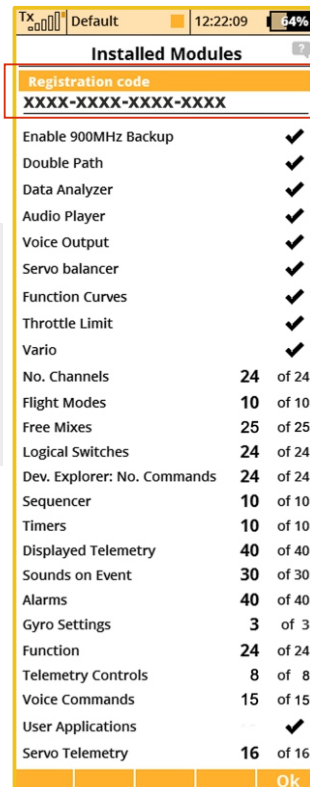 Tx Default 12:22:09 64%
Installed Modules ?
Registration code
xxxx-xxxx-xxxx-xxxx
Enable 900MHz Backup ✔
Double Path ✔
Data Analyzer ✔
Audio Player ✔
Voice Output ✔
Servo balancer ✔
Function Curves ✔
Throttle Limit ✔
Vario ✔
No. Channels 24 of 24
Flight Modes 10 of 10
Free Mixes 25 of 25
Logical Switches 24 of 24
Dev. Explorer: No. Commands 24 of 24
Sequencer 10 of 10
Timers 10 of 10
Displayed Telemetry 40 of 40
Sounds on Event 30 of 30
Alarms 40 of 40
Gyro Settings 3 of 3
Function 24 of 24
Telemetry Controls 8 of 8
Voice Commands 15 of 15
User Applications ✔
Servo Telemetry 16 of 16
Ok